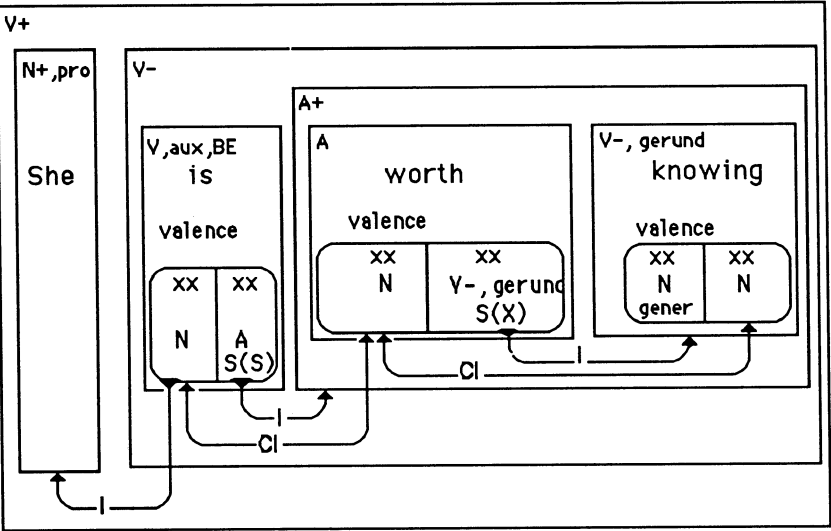 V+
N+,pro
She
V-
A+
V,aux,BE
is
valence
xx xx
N A
S(S)
A
worth
valence
xx xx
N V-, gerund
S(X)
V-, gerund
knowing
valence
xx xx
N N
gener
I
CI
I
CI
I